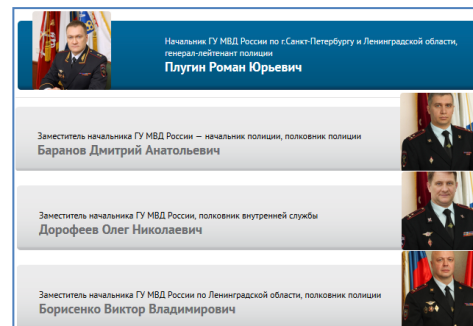 Начальник ГУ МВД России по г.Санкт-Петербургу и Ленинградской области,
генерал-лейтенант полиции
Плугин Роман Юрьевич
Заместитель начальника ГУ МВД России — начальник полиции, полковник полиции
Баранов Дмитрий Анатольевич
Заместитель начальника ГУ МВД России, полковник внутренней службы
Дорофеев Олег Николаевич
Заместитель начальника ГУ МВД России по Ленинградской области, полковник полиции
Борисенко Виктор Владимирович